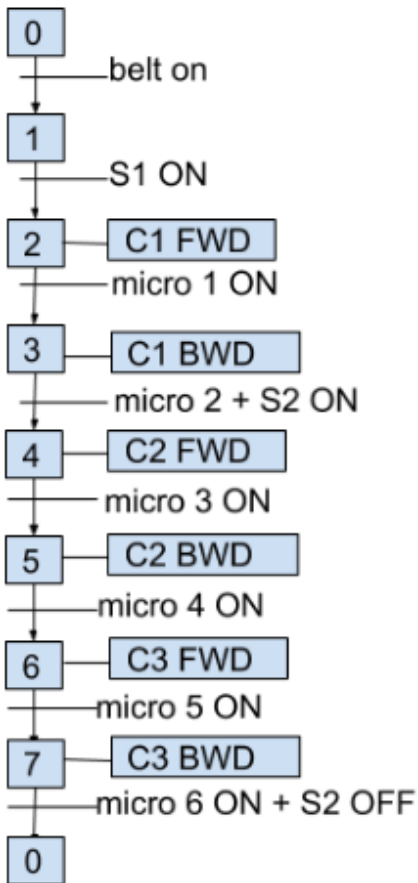 0
belt on
1
S1 ON
2 C1 FWD
micro 1 ON
3 C1 BWD
micro 2 + S2 ON
4 C2 FWD
micro 3 ON
5 C2 BWD
micro 4 ON
6 C3 FWD
micro 5 ON
7 C3 BWD
micro 6 ON + S2 OFF
0